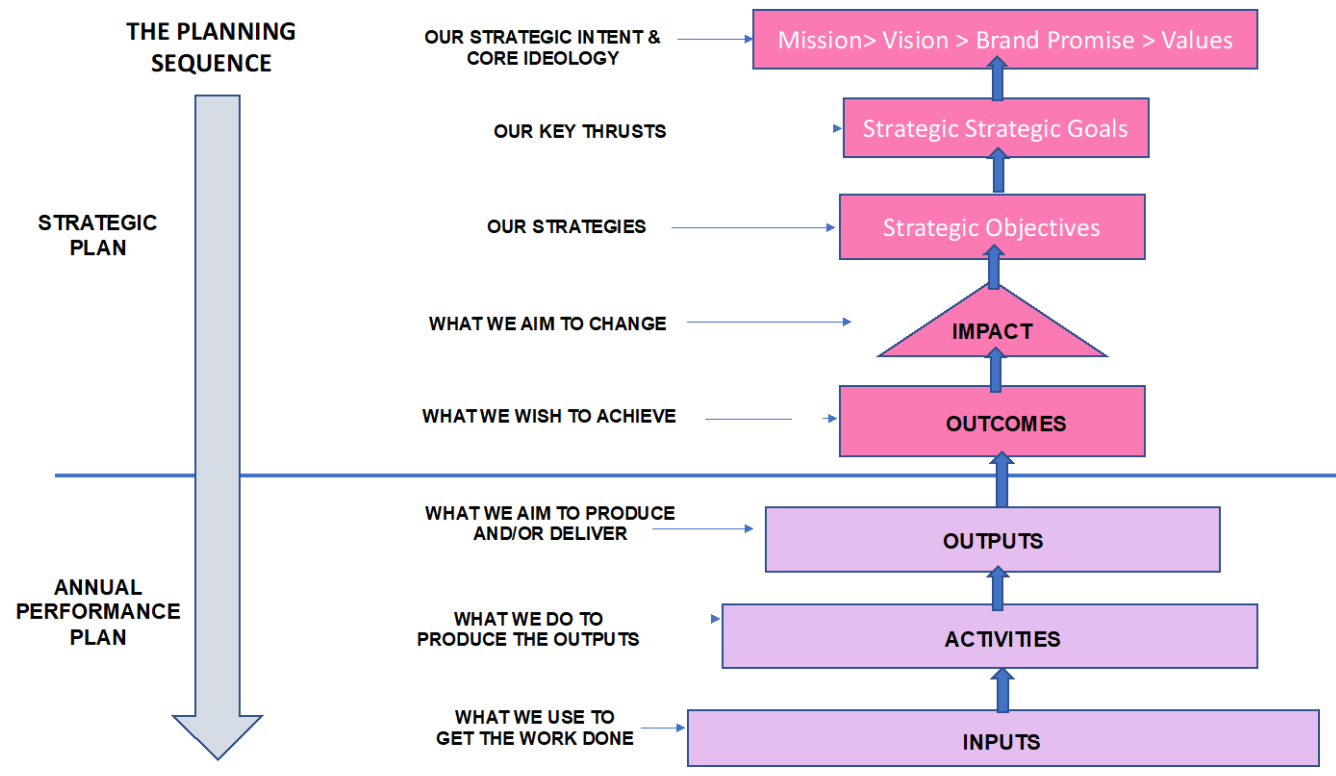 THE PLANNING
SEQUENCE
OUR STRATEGIC INTENT &
CORE IDEOLOGY
Mission> Vision > Brand Promise > Values
OUR KEY THRUSTS
Strategic Strategic Goals
STRATEGIC
PLAN
OUR STRATEGIES
Strategic Objectives
WHAT WE AIM TO CHANGE
IMPACT
WHAT WE WISH TO ACHIEVE
OUTCOMES
WHAT WE AIM TO PRODUCE
AND/OR DELIVER
OUTPUTS
ANNUAL
PERFORMANCE
PLAN
WHAT WE DO TO
PRODUCE THE OUTPUTS
ACTIVITIES
WHAT WE USE TO
GET THE WORK DONE
INPUTS